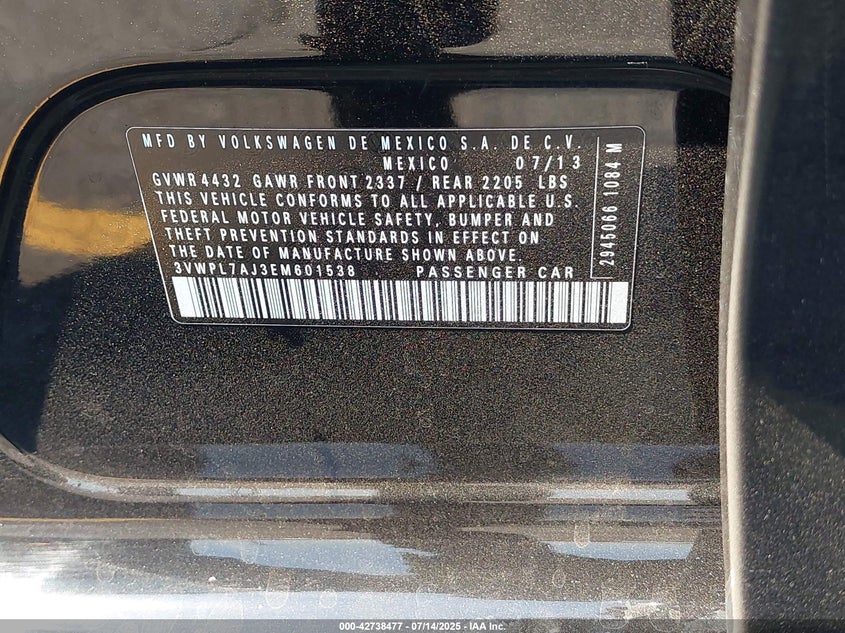 MFD BY VOLKSWAGEN DE MEXICO S.A. DE C.V.
MEXICO 07/13
GVWR 4432 GAWR FRONT 2337 / REAR 2205 LBS
THIS VEHICLE CONFORMS TO ALL APPLICABLE U.S.
FEDERAL MOTOR VEHICLE SAFETY, BUMPER AND
THEFT PREVENTION STANDARDS IN EFFECT ON
THE DATE OF MANUFACTURE SHOWN ABOVE.
3VWPL7AJ3EM601538 PASSENGER CAR
2945066 1084 M
000-42738477 - 07/14/2025 - IAA Inc.